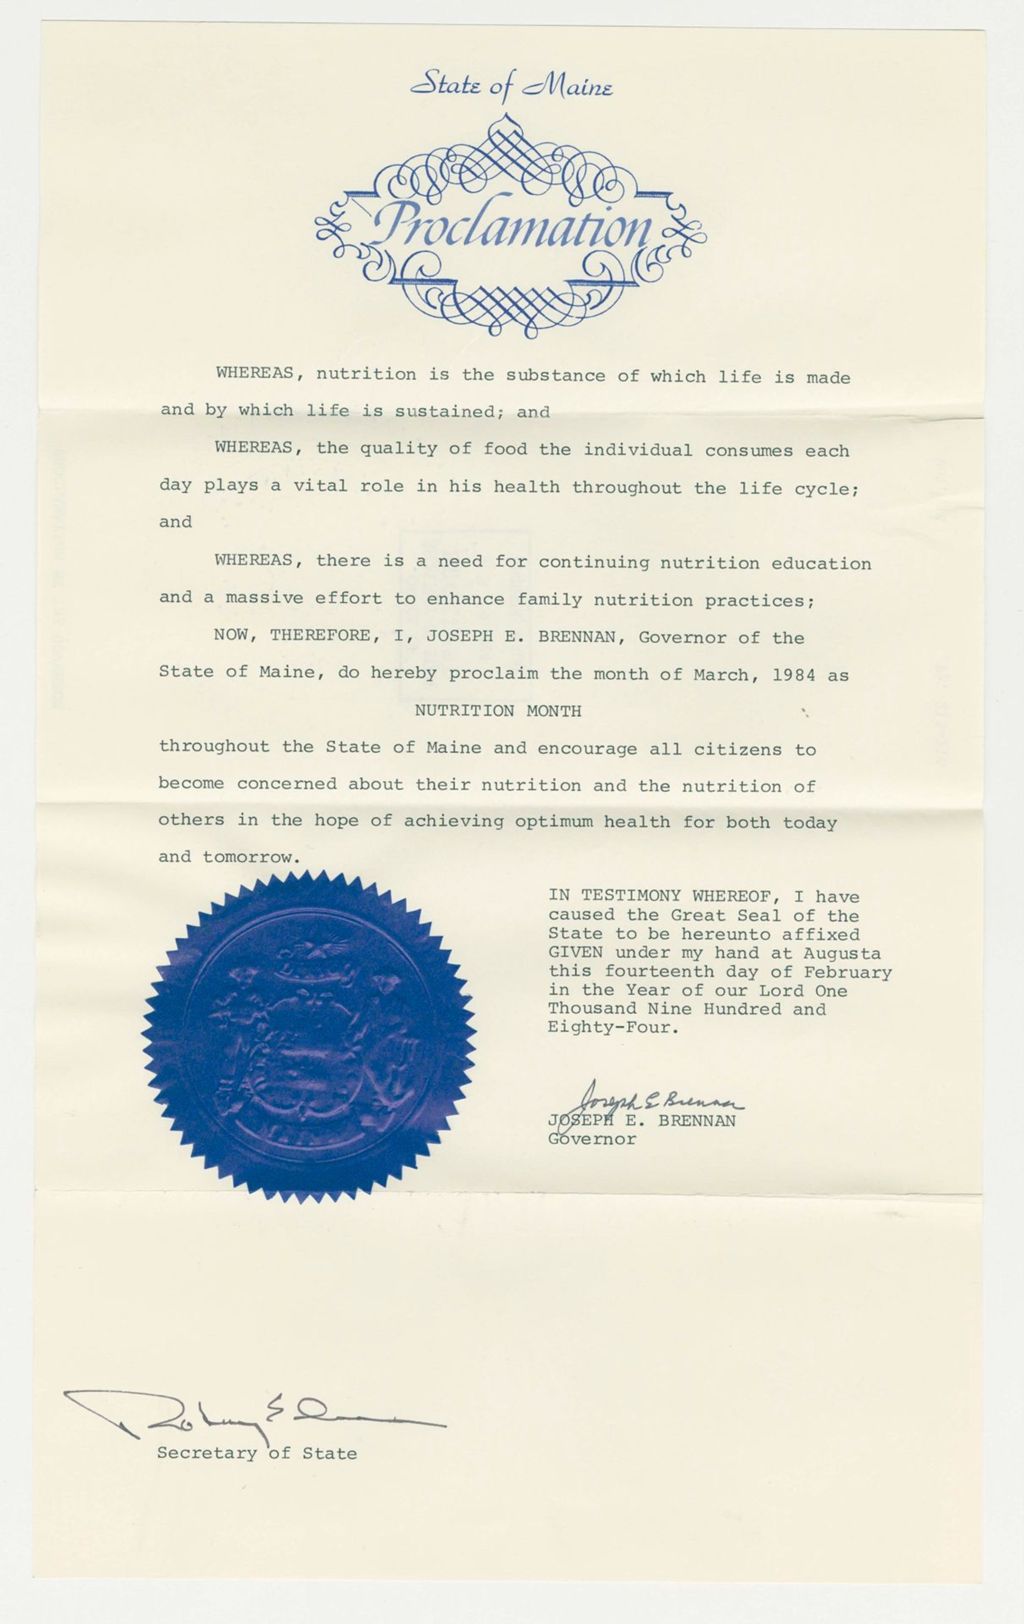 State of Maine
Proclamation
WHEREAS, nutrition is the substance of which life is made
and by which life is sustained; and
WHEREAS, the quality of food the individual consumes each
day plays a vital role in his health throughout the life cycle;
and
WHEREAS, there is a need for continuing nutrition education
and a massive effort to enhance family nutrition practices;
NOW, THEREFORE, I, JOSEPH E. BRENNAN, Governor of the
State of Maine, do hereby proclaim the month of March, 1984 as
NUTRITION MONTH
throughout the State of Maine and encourage all citizens to
become concerned about their nutrition and the nutrition of
others in the hope of achieving optimum health for both today
and tomorrow.
IN TESTIMONY WHEREOF, I have
caused the Great Seal of the
State to be hereunto affixed
GIVEN under my hand at Augusta
this fourteenth day of February
in the Year of our Lord One
Thousand Nine Hundred and
Eighty-Four.
Joseph E Brennan
JOSEPH E. BRENNAN
Governor
Secretary of State